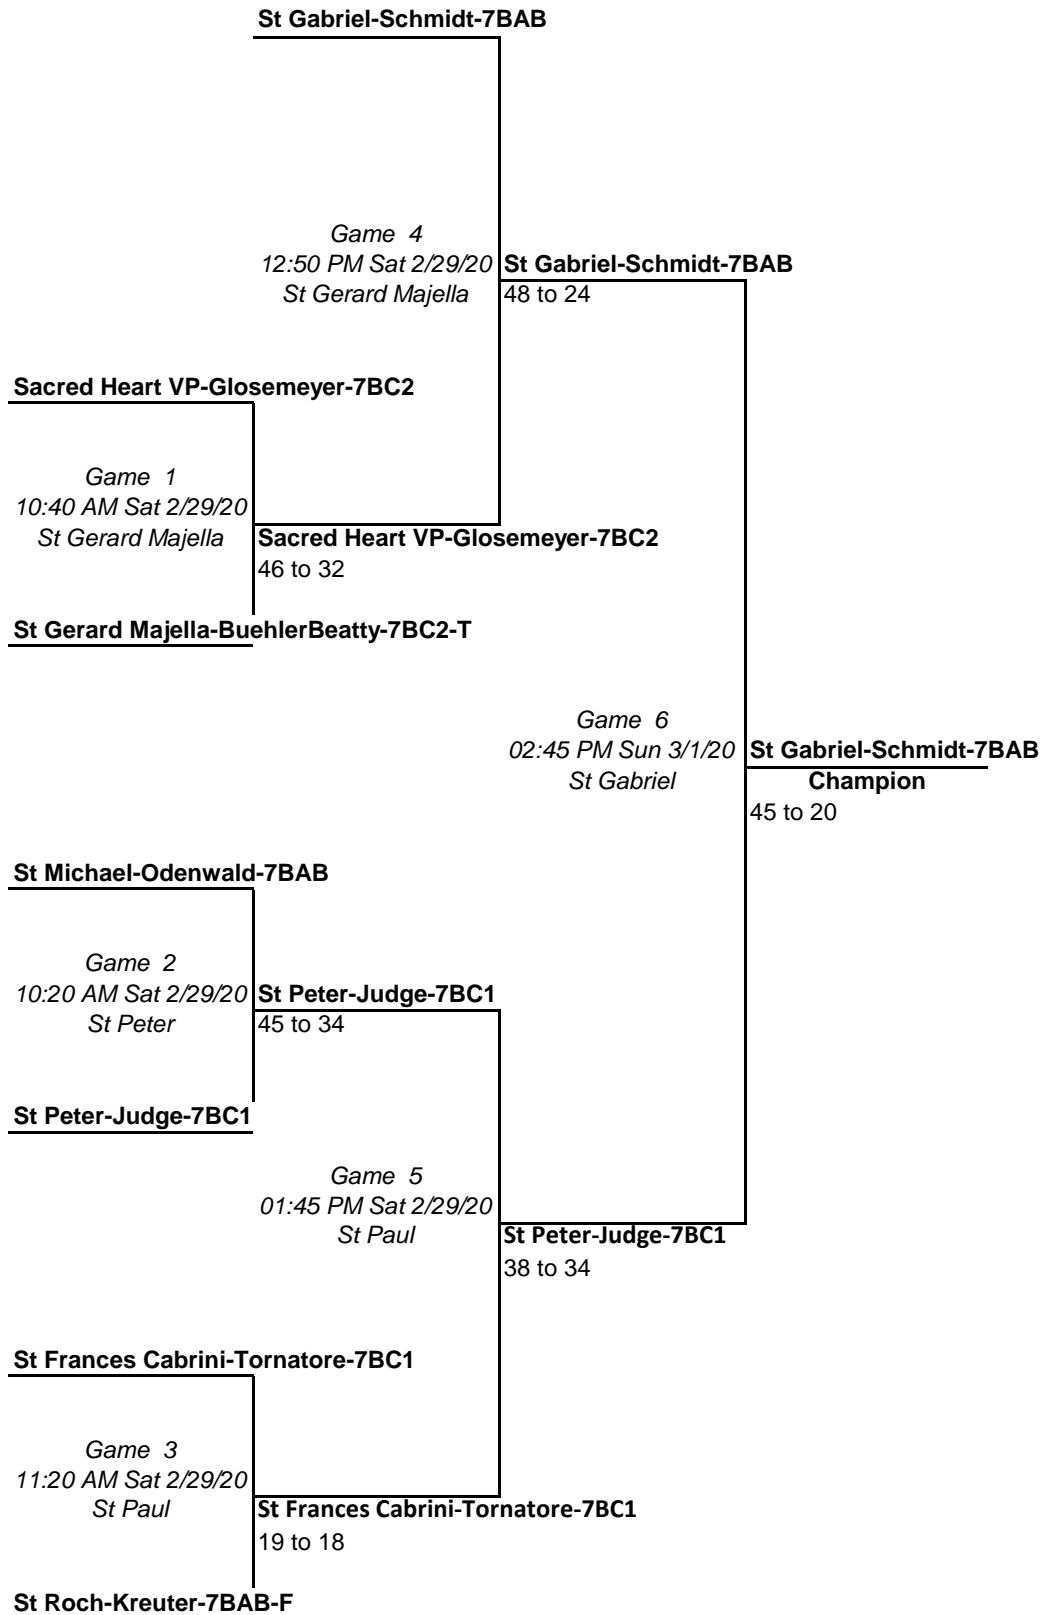 St Gabriel-Schmidt-7BAB
Game 4
12:50 PM Sat 2/29/20
St Gerard Majella
St Gabriel-Schmidt-7BAB
48 to 24
Sacred Heart VP-Glosemeyer-7BC2
Game 1
10:40 AM Sat 2/29/20
St Gerard Majella
Sacred Heart VP-Glosemeyer-7BC2
46 to 32
St Gerard Majella-BuehlerBeatty-7BC2-T
Game 6
02:45 PM Sun 3/1/20
St Gabriel
St Gabriel-Schmidt-7BAB
Champion
45 to 20
St Michael-Odenwald-7BAB
Game 2
10:20 AM Sat 2/29/20
St Peter
St Peter-Judge-7BC1
45 to 34
St Peter-Judge-7BC1
Game 5
01:45 PM Sat 2/29/20
St Paul
St Peter-Judge-7BC1
38 to 34
St Frances Cabrini-Tornatore-7BC1
Game 3
11:20 AM Sat 2/29/20
St Paul
St Frances Cabrini-Tornatore-7BC1
19 to 18
St Roch-Kreuter-7BAB-F